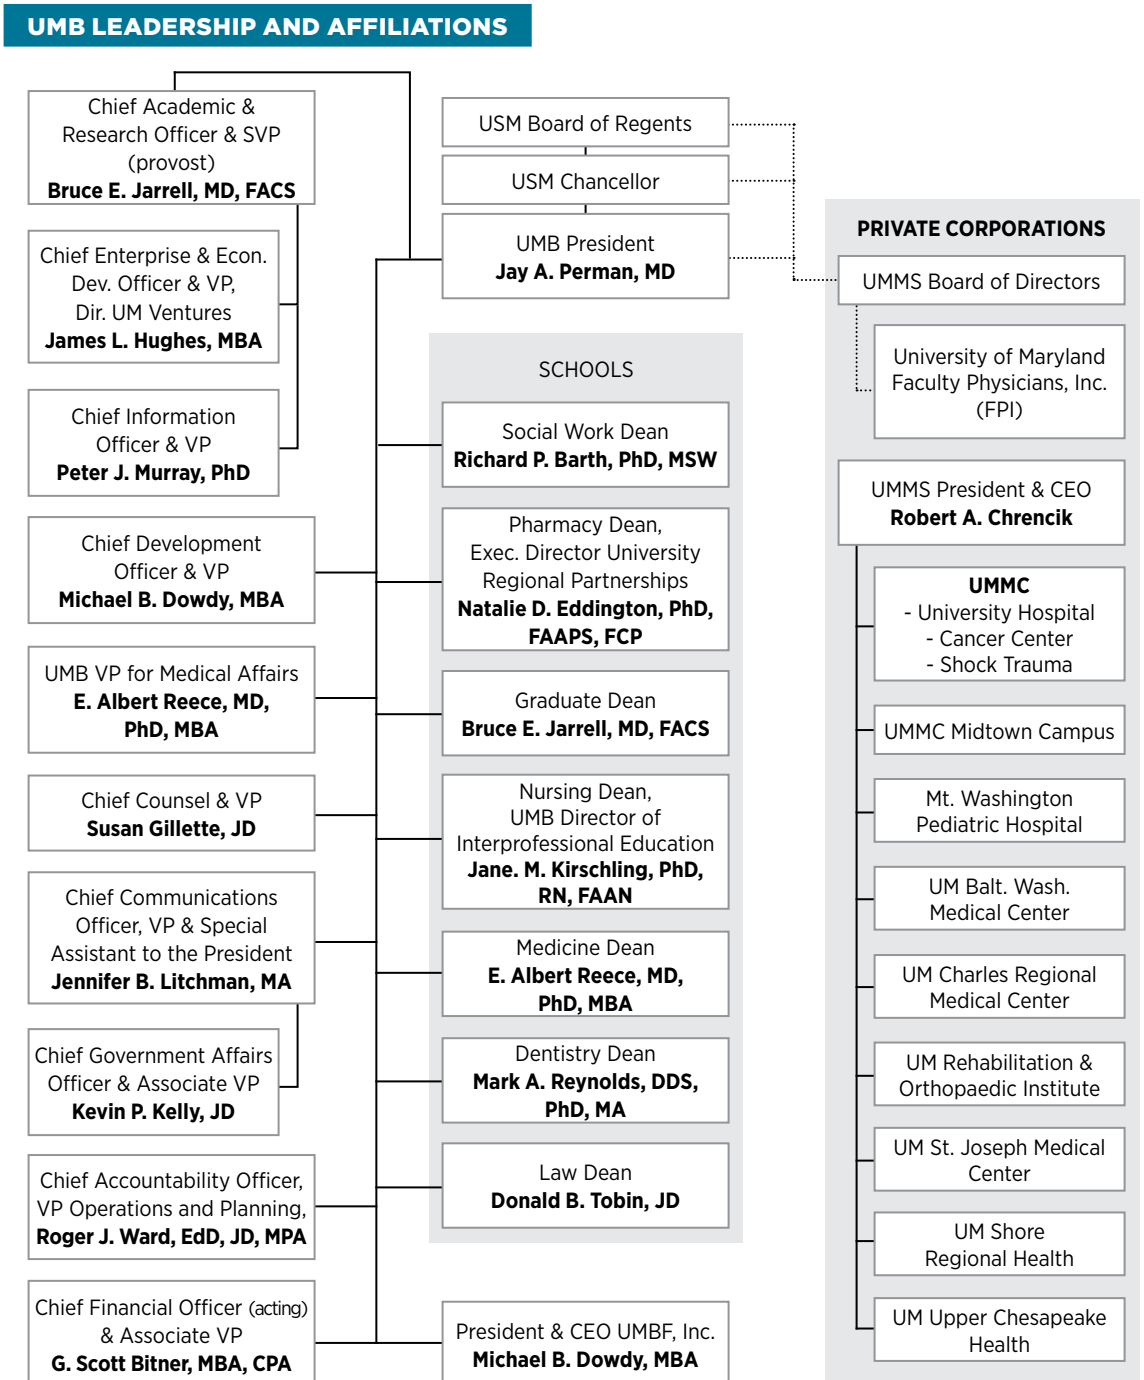 UMB LEADERSHIP AND AFFILIATIONS
Chief Academic &
Research Officer & SVP
(provost)
Bruce E. Jarrell, MD, FACS
Chief Enterprise & Econ.
Dev. Officer & VP,
Dir. UM Ventures
James L. Hughes, MBA
Chief Information
Officer & VP
Peter J. Murray, PhD
Chief Development
Officer & VP
Michael B. Dowdy, MBA
UMB VP for Medical Affairs
E. Albert Reece, MD,
PhD, MBA
Chief Counsel & VP
Susan Gillette, JD
Chief Communications
Officer, VP & Special
Assistant to the President
Jennifer B. Litchman, MA
Chief Government Affairs
Officer & Associate VP
Kevin P. Kelly, JD
Chief Accountability Officer,
VP Operations and Planning,
Roger J. Ward, EdD, JD, MPA
Chief Financial Officer (acting)
& Associate VP
G. Scott Bitner, MBA, CPA
USM Board of Regents
USM Chancellor
UMB President
Jay A. Perman, MD
SCHOOLS
Social Work Dean
Richard P. Barth, PhD, MSW
Pharmacy Dean,
Exec. Director University
Regional Partnerships
Natalie D. Eddington, PhD,
FAAPS, FCP
Graduate Dean
Bruce E. Jarrell, MD, FACS
Nursing Dean,
UMB Director of
Interprofessional Education
Jane. M. Kirschling, PhD,
RN, FAAN
Medicine Dean
E. Albert Reece, MD,
PhD, MBA
Dentistry Dean
Mark A. Reynolds, DDS,
PhD, MA
Law Dean
Donald B. Tobin, JD
President & CEO UMBF, Inc.
Michael B. Dowdy, MBA
PRIVATE CORPORATIONS
UMMS Board of Directors
University of Maryland
Faculty Physicians, Inc.
(FPI)
UMMS President & CEO
Robert A. Chrencik
UMMC
- University Hospital
- Cancer Center
- Shock Trauma
UMMC Midtown Campus
Mt. Washington
Pediatric Hospital
UM Balt. Wash.
Medical Center
UM Charles Regional
Medical Center
UM Rehabilitation &
Orthopaedic Institute
UM St. Joseph Medical
Center
UM Shore
Regional Health
UM Upper Chesapeake
Health